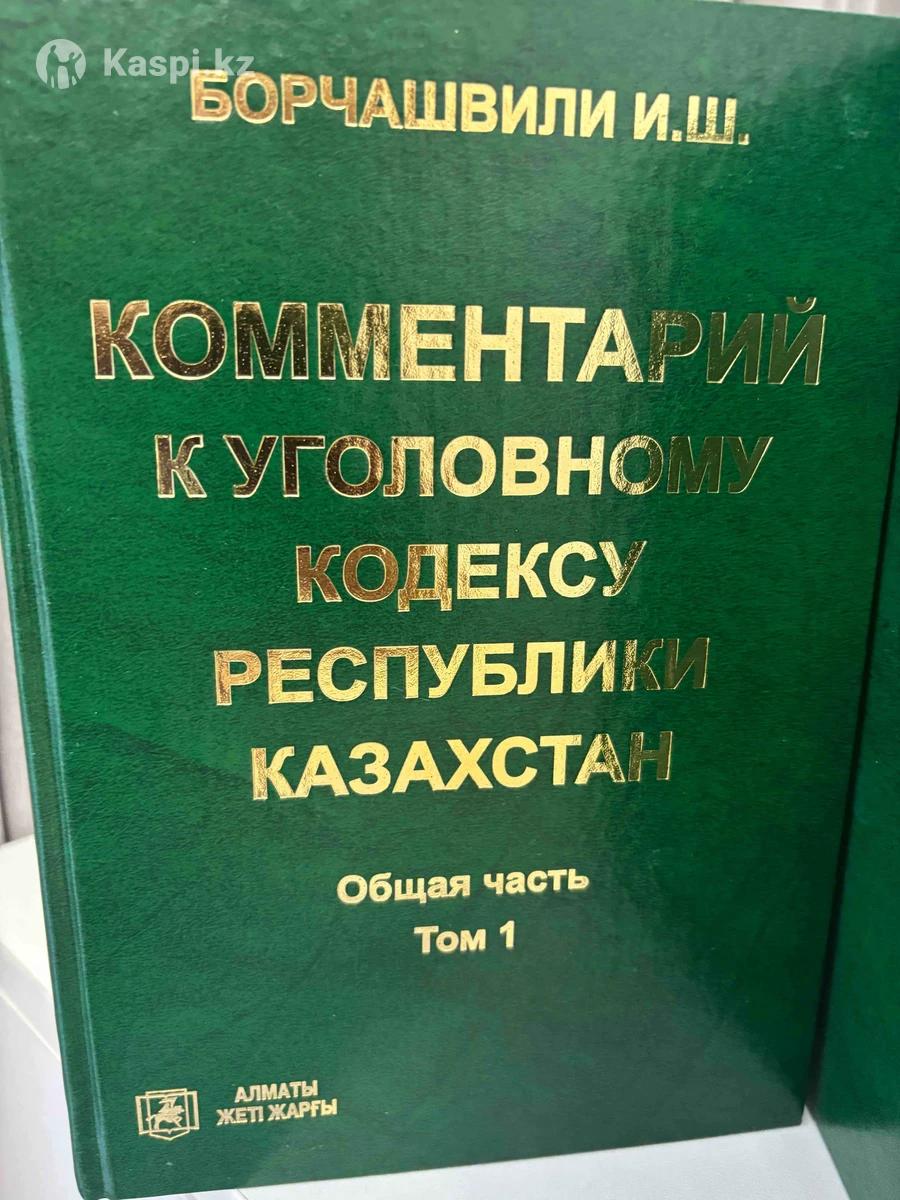 Kaspi.kz
БОРЧАШВИЛИ И.Ш.
КОММЕНТАРИЙ
К УГОЛОВНОМУ
КОДЕКСУ
РЕСПУБЛИКИ
КАЗАХСТАН
Общая часть
Том 1
АЛМАТЫ
ЖЕТІ ЖАРҒЫ